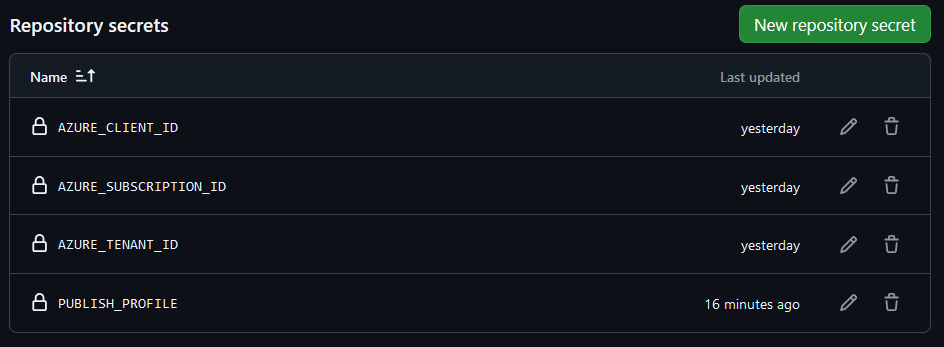 Repository secrets
New repository secret
Name
Last updated
AZURE_CLIENT_ID
yesterday
AZURE_SUBSCRIPTION_ID
yesterday
AZURE_TENANT_ID
yesterday
PUBLISH_PROFILE
16 minutes ago